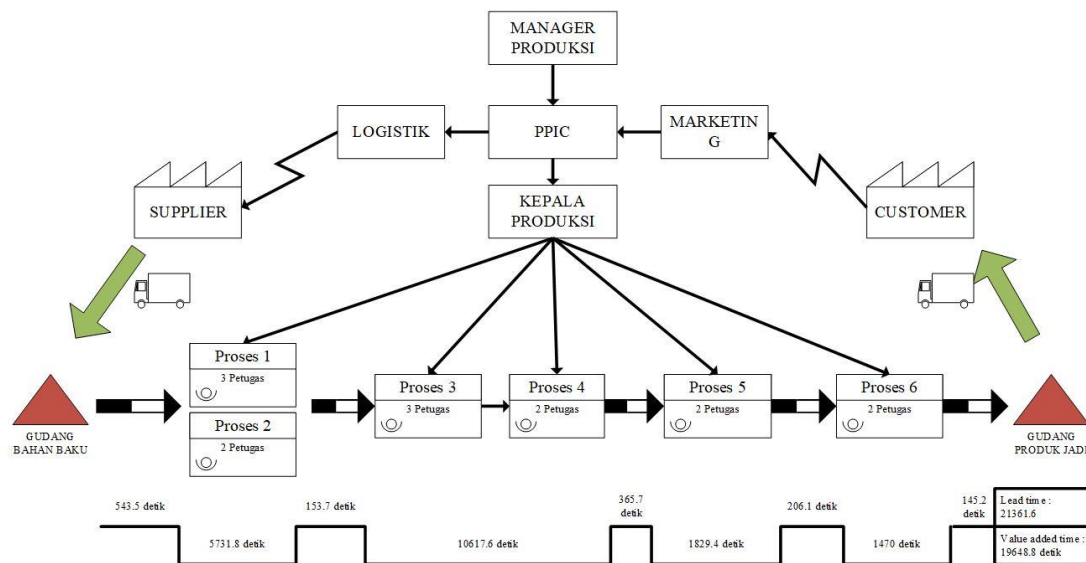 MANAGER
PRODUKSI
LOGISTIK
PPIC
MARKETIN
G
SUPPLIER
KEPALA
PRODUKSI
CUSTOMER
Proses 1
3 Petugas
Proses 2
2 Petugas
Proses 3
3 Petugas
Proses 4
2 Petugas
Proses 5
2 Petugas
Proses 6
2 Petugas
GUDANG
BAHAN BAKU
GUDANG
PRODUK JADI
543.5 detik
5731.8 detik
153.7 detik
10617.6 detik
365.7
detik
1829.4 detik
206.1 detik
1470 detik
145.2
detik
Lead time :
21361.6
Value added time :
19648.8 detik